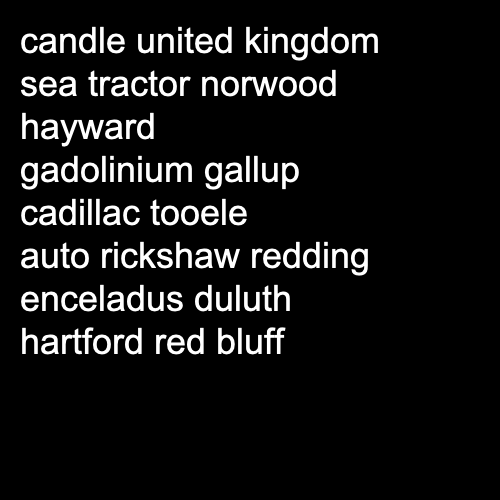 candle united kingdom
sea tractor norwood
hayward
gadolinium gallup
cadillac tooele
auto rickshaw redding
enceladus duluth
hartford red bluff